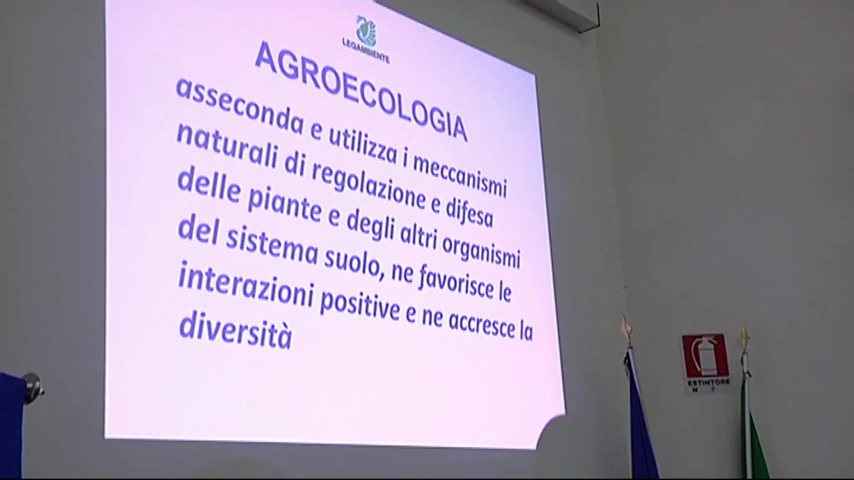 LEGAMBIENTE
AGROECOLOGIA
asseconda e utilizza i meccanismi
naturali di regolazione e difesa
delle piante e degli altri organismi
del sistema suolo, ne favorisce le
interazioni positive e ne accresce la
diversità
ESTINTORE
N